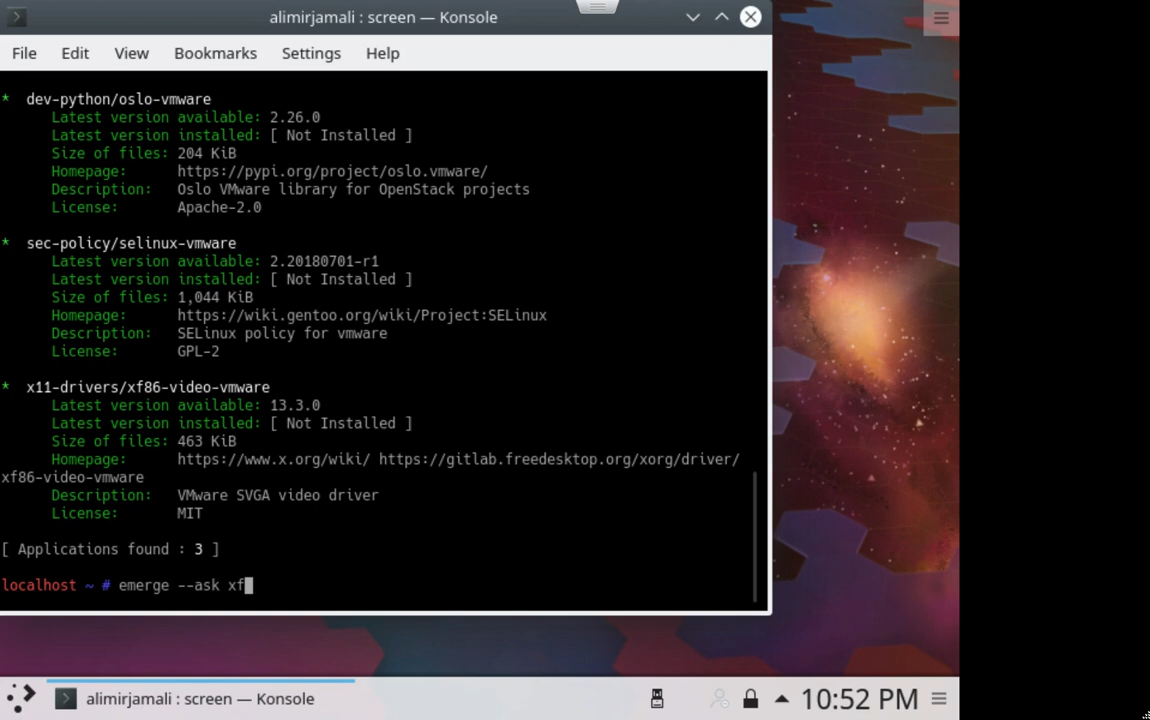 alimirjamali : screen — Konsole
File Edit View Bookmarks Settings Help
* dev-python/oslo-vmware
Latest version available: 2.26.0
Latest version installed: [ Not Installed ]
Size of files: 204 KiB
Homepage: https://pypi.org/project/oslo.vmware/
Description: Oslo VMware library for OpenStack projects
License: Apache-2.0
* sec-policy/selinux-vmware
Latest version available: 2.20180701-r1
Latest version installed: [ Not Installed ]
Size of files: 1,044 KiB
Homepage: https://wiki.gentoo.org/wiki/Project:SELinux
Description: SELinux policy for vmware
License: GPL-2
* x11-drivers/xf86-video-vmware
Latest version available: 13.3.0
Latest version installed: [ Not Installed ]
Size of files: 463 KiB
Homepage: https://www.x.org/wiki/ https://gitlab.freedesktop.org/xorg/driver/
xf86-video-vmware
Description: VMware SVGA video driver
License: MIT
[ Applications found : 3 ]
localhost ~ # emerge --ask xf
alimirjamali : screen — Konsole 10:52 PM